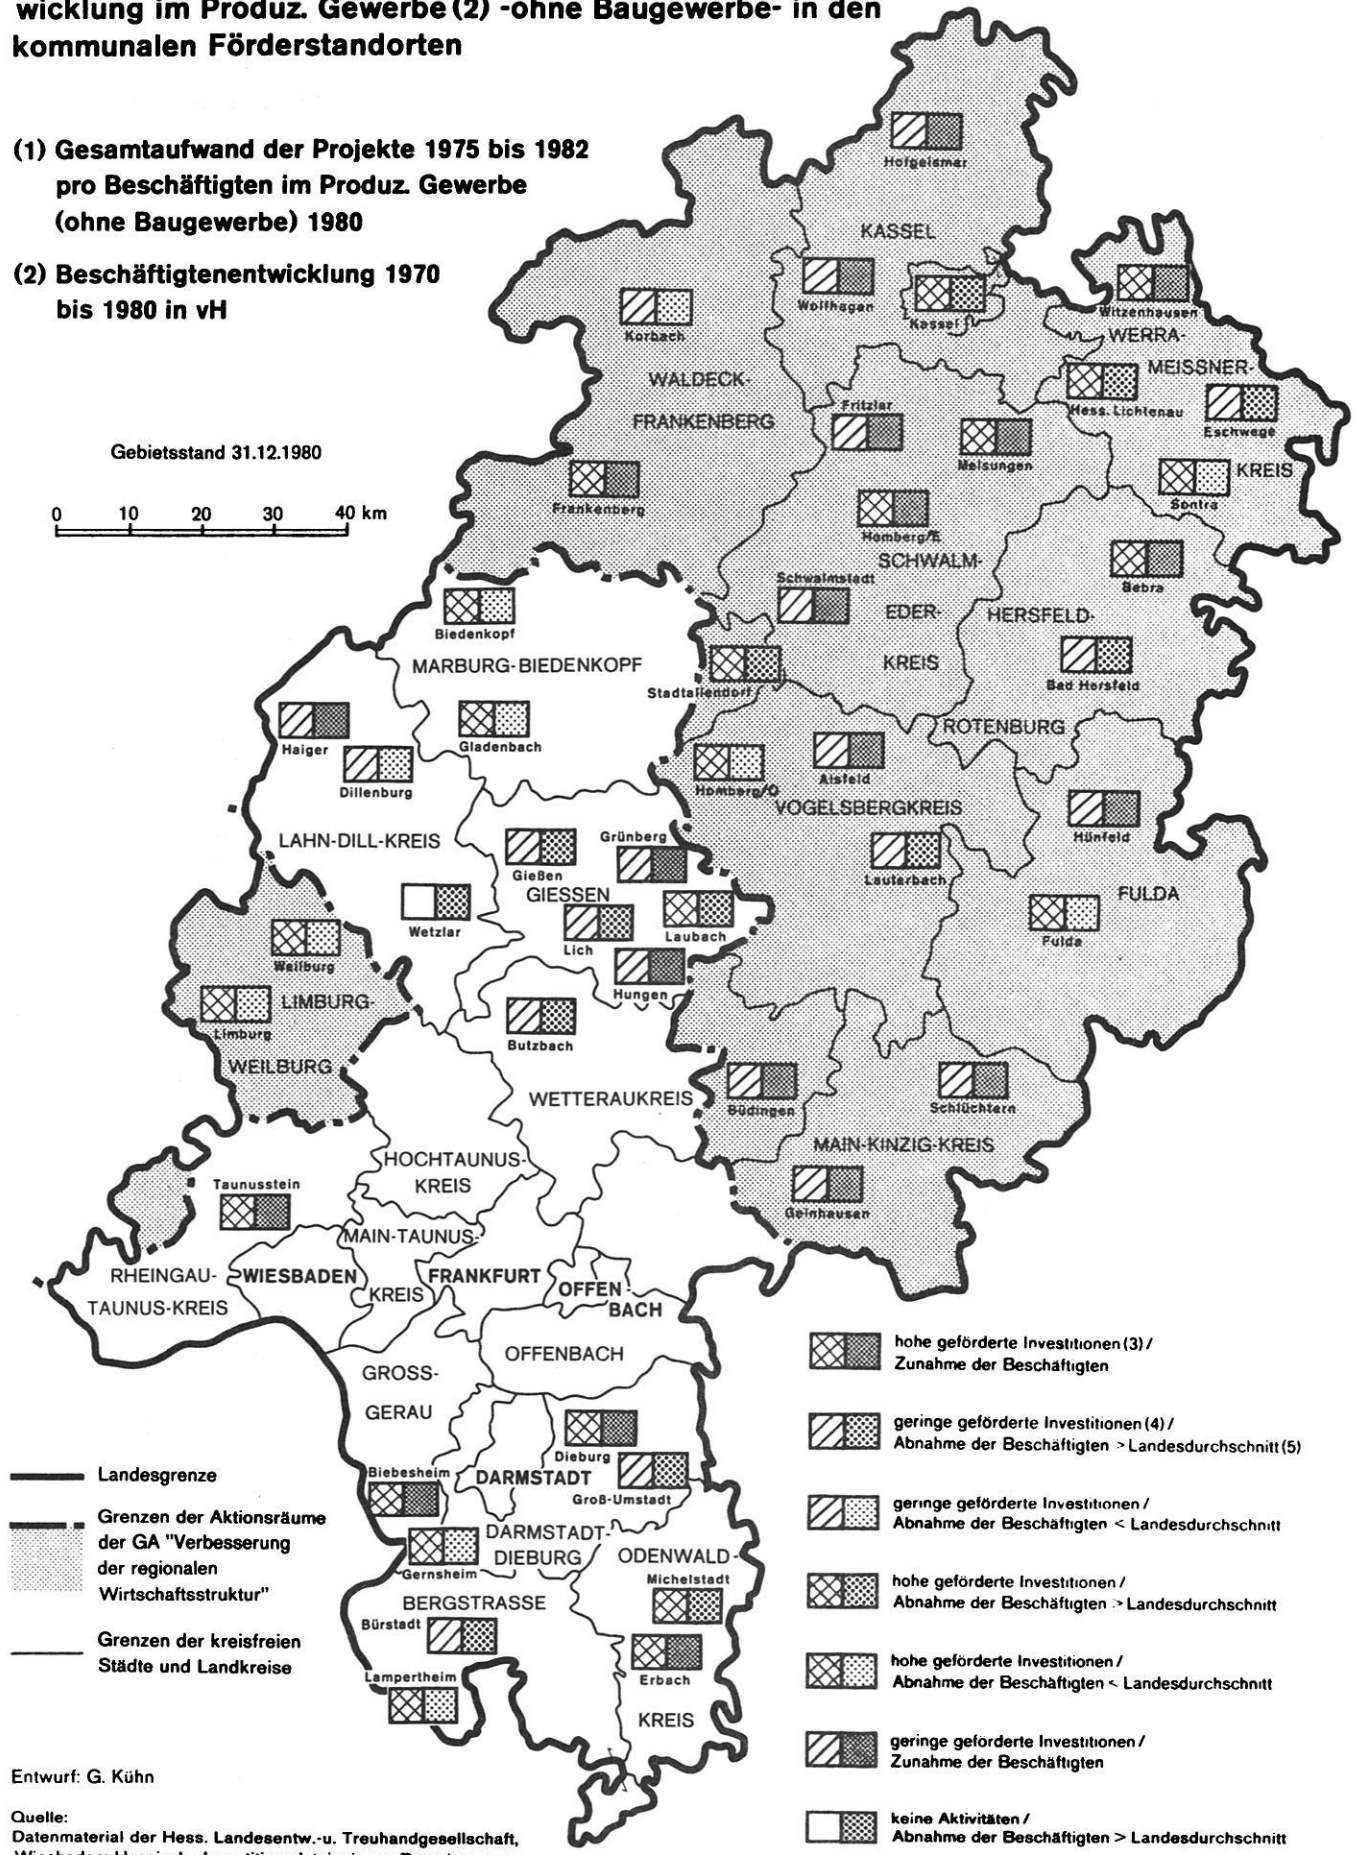 wicklung im Produz. Gewerbe (2) -ohne Baugewerbe- in den
kommunalen Förderstandorten
(1) Gesamtaufwand der Projekte 1975 bis 1982
pro Beschäftigten im Produz. Gewerbe
(ohne Baugewerbe) 1980
(2) Beschäftigtenentwicklung 1970
bis 1980 in vH
Gebietsstand 31.12.1980
0 10 20 30 40 km
Hofgeismar
KASSEL
Wolfhagen
Kassel
Witzenhausen
WERRA-
MEISSNER-
KREIS
Korbach
WALDECK-
FRANKENBERG
Hess. Lichtenau
Eschwege
Fritzlar
Melsungen
Sontra
Frankenberg
Homberg/E
SCHWALM-
EDER-
KREIS
Schwalmstadt
Bebra
HERSFELD-
ROTENBURG
Bad Hersfeld
Biedenkopf
MARBURG-BIEDENKOPF
Stadtallendorf
Haiger
Gladenbach
Dillenburg
Homberg/O
Alsfeld
VOGELSBERGKREIS
Hünfeld
LAHN-DILL-KREIS
Gießen
Grünberg
GIESSEN
Lauterbach
FULDA
Fulda
Wetzlar
Lich
Laubach
Hungen
Weilburg
LIMBURG-
WEILBURG
Limburg
Butzbach
WETTERAUKREIS
Büdingen
Schlüchtern
MAIN-KINZIG-KREIS
Gelnhausen
HOCHTAUNUS-
KREIS
Taunusstein
MAIN-TAUNUS-
KREIS
RHEINGAU-
TAUNUS-KREIS
WIESBADEN
FRANKFURT
OFFEN-
BACH
OFFENBACH
GROSS-
GERAU
Dieburg
Biebesheim
DARMSTADT
Groß-Umstadt
DARMSTADT-
DIEBURG
ODENWALD-
KREIS
Gernsheim
Michelstadt
BERGSTRASSE
Bürstadt
Erbach
Lampertheim
Landesgrenze
Grenzen der Aktionsräume
der GA "Verbesserung
der regionalen
Wirtschaftsstruktur"
Grenzen der kreisfreien
Städte und Landkreise
hohe geförderte Investitionen (3) /
Zunahme der Beschäftigten
geringe geförderte Investitionen (4) /
Abnahme der Beschäftigten > Landesdurchschnitt (5)
geringe geförderte Investitionen /
Abnahme der Beschäftigten < Landesdurchschnitt
hohe geförderte Investitionen /
Abnahme der Beschäftigten > Landesdurchschnitt
hohe geförderte Investitionen /
Abnahme der Beschäftigten < Landesdurchschnitt
geringe geförderte Investitionen /
Zunahme der Beschäftigten
keine Aktivitäten /
Abnahme der Beschäftigten > Landesdurchschnitt
Entwurf: G. Kühn
Quelle:
Datenmaterial der Hess. Landesentw.-u. Treuhandgesellschaft,